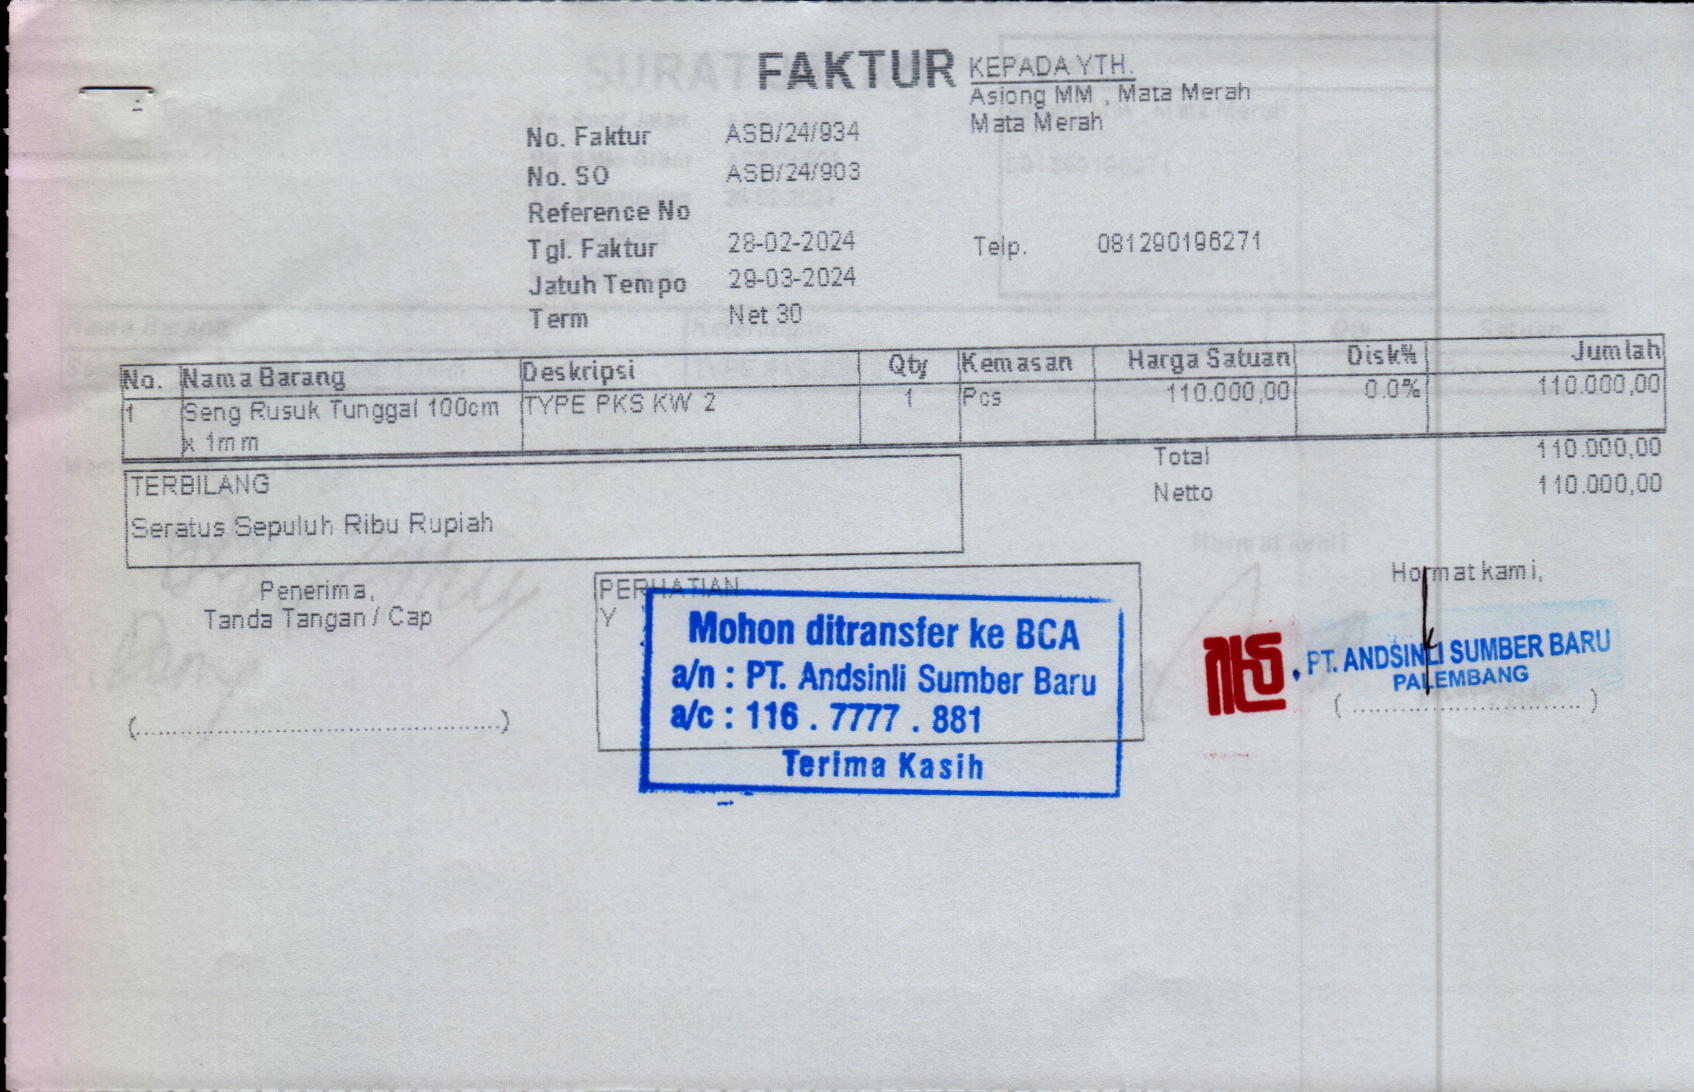 FAKTUR
KEPADA YTH.
Asiong MM , Mata Merah
Mata Merah
No. Faktur ASB/24/934
No. SO ASB/24/903
Reference No
Tgl. Faktur 28-02-2024
Telp. 081290196271
Jatuh Tempo 29-03-2024
Term Net 30
No. Nama Barang Deskripsi Qty Kemasan Harga Satuan Disk% Jumlah
1 Seng Rusuk Tunggal 100cm TYPE PKS KW 2 1 Pcs 110.000,00 0.0% 110.000,00
x 1mm
Total 110.000,00
Netto 110.000,00
TERBILANG
Seratus Sepuluh Ribu Rupiah
Penerima,
Tanda Tangan / Cap
(..................................................)
PERHATIAN
Y
Mohon ditransfer ke BCA
a/n : PT. Andsinli Sumber Baru
a/c : 116 . 7777 . 881
Terima Kasih
Hormat kami,
PT. ANDSINLI SUMBER BARU
PALEMBANG
( ................................ )